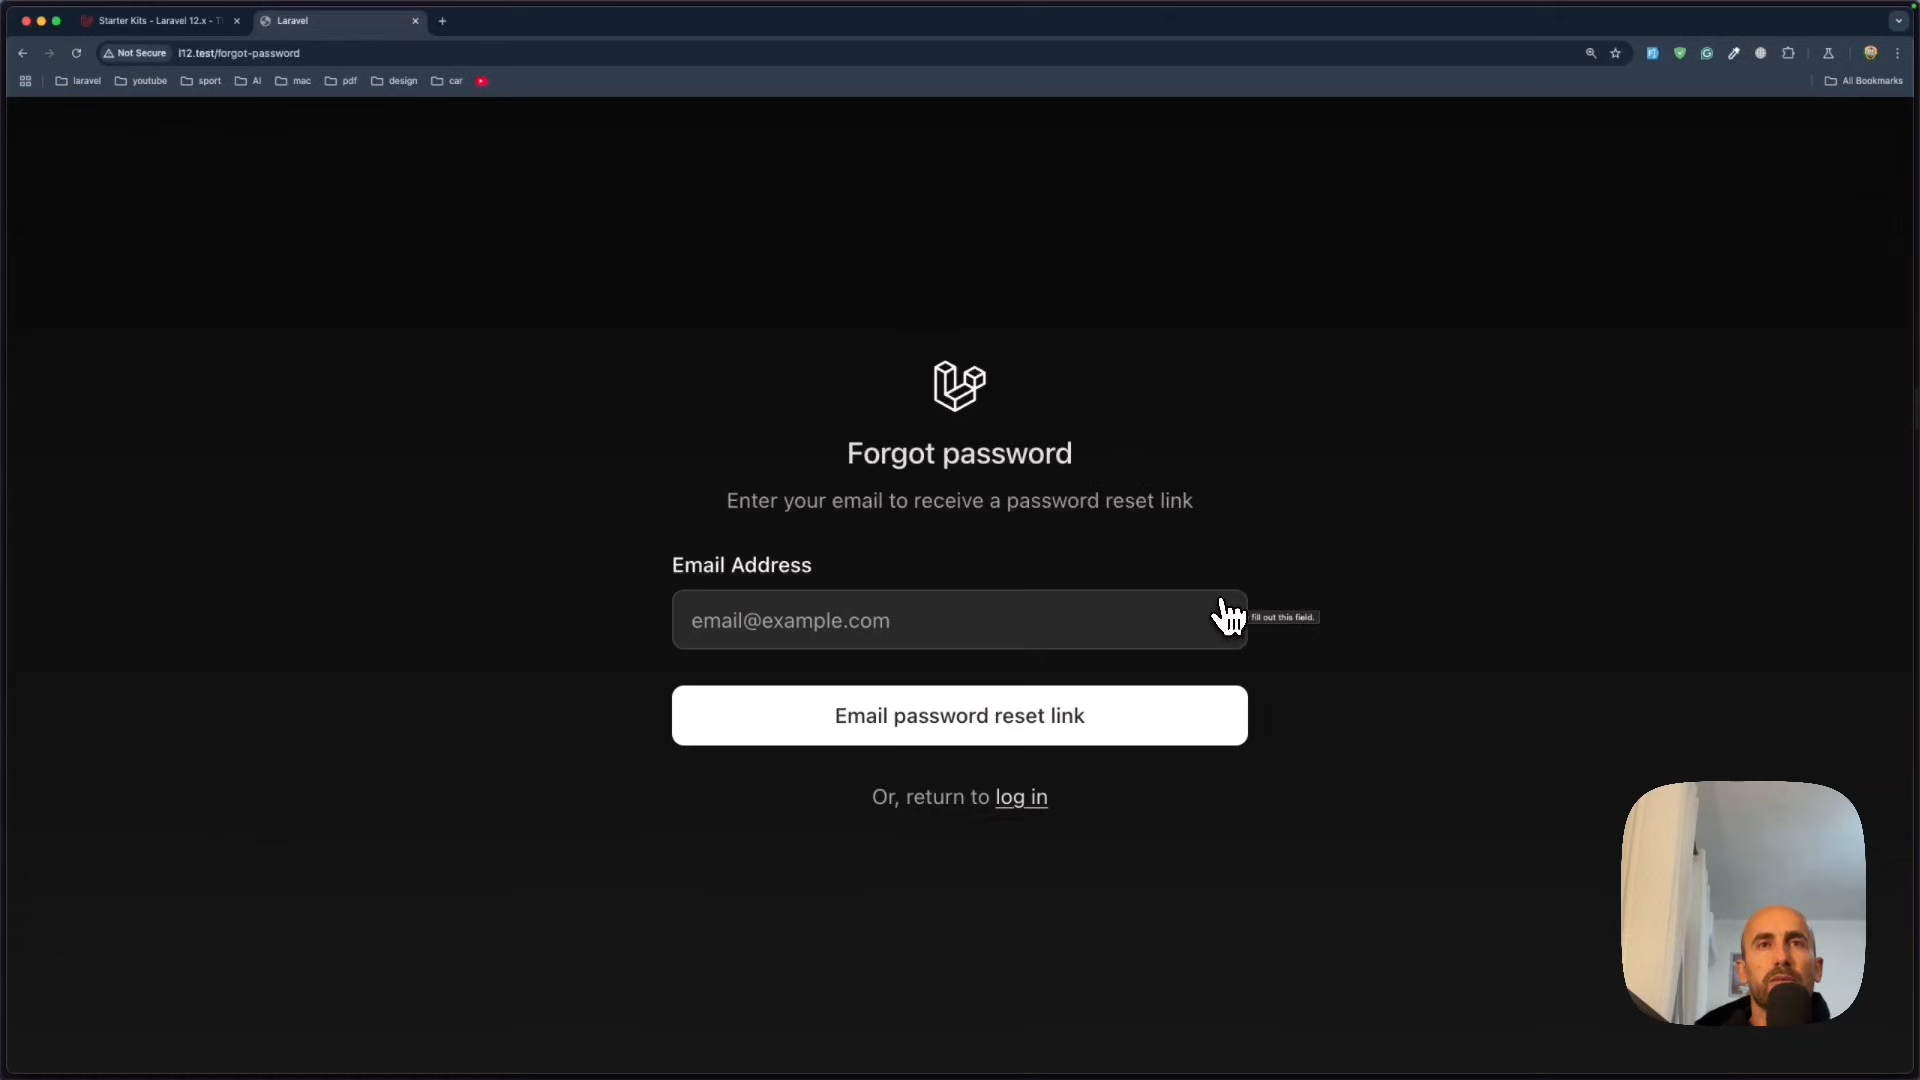 Starter Kits - Laravel 12.x - T
Laravel
Not Secure
l12.test/forgot-password
laravel
youtube
sport
AI
mac
pdf
design
car
All Bookmarks
Forgot password
Enter your email to receive a password reset link
Email Address
email@example.com
fill out this field.
Email password reset link
Or, return to log in